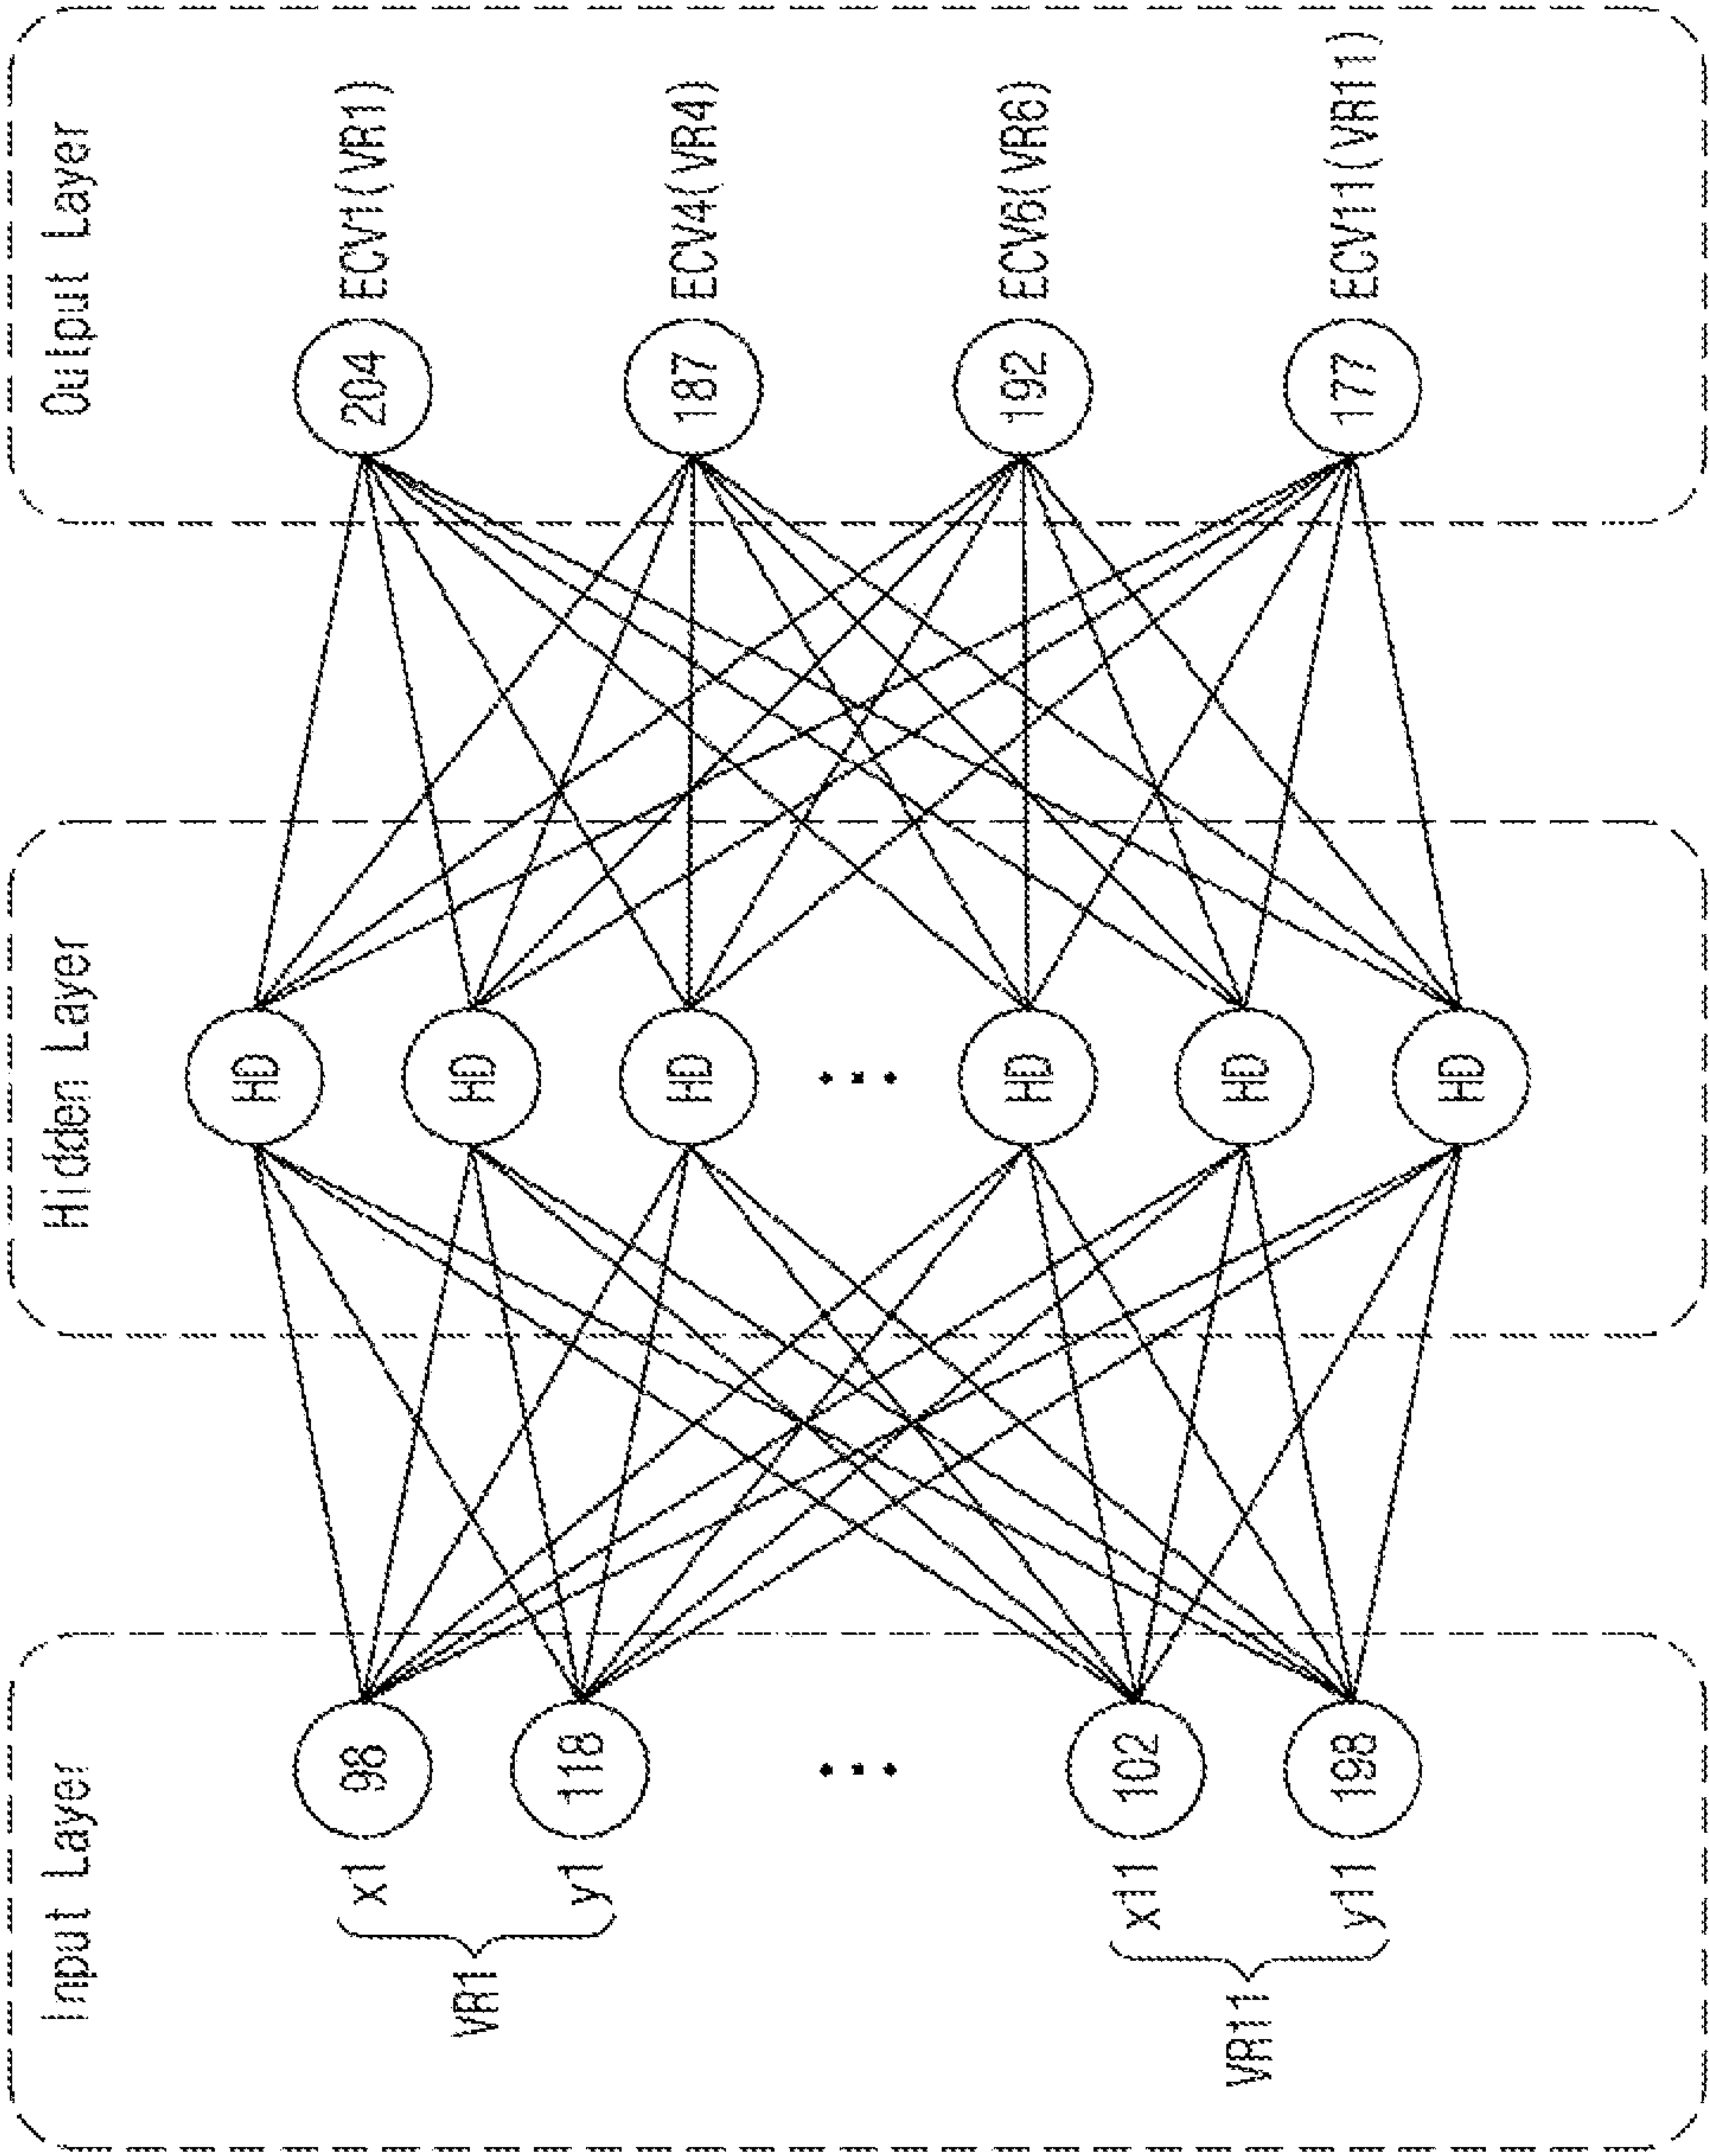 Input Layer
Hidden Layer
Output Layer
VR1
x1
98
y1
118
VR11
x11
102
y11
198
HD
HD
HD
HD
HD
HD
204
ECV1(VR1)
187
ECV4(VR4)
192
ECV6(VR6)
177
ECV11(VR11)